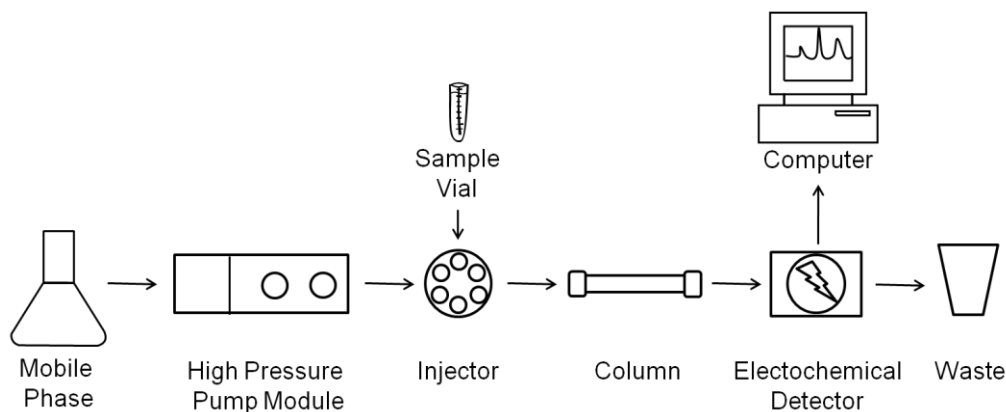 Sample
Vial
Computer
Mobile
Phase
High Pressure
Pump Module
Injector
Column
Electochemical
Detector
Waste